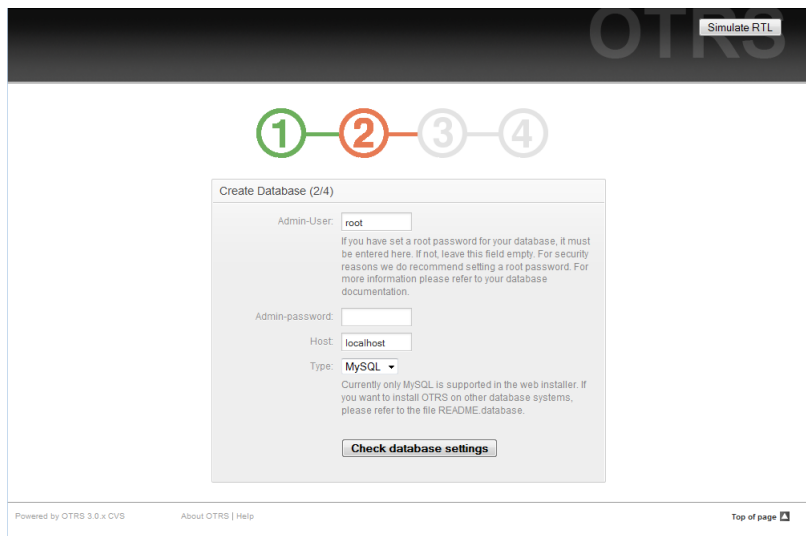 OTRS
Simulate RTL
1 2 3 4
Create Database (2/4)
Admin-User: root
If you have set a root password for your database, it must
be entered here. If not, leave this field empty. For security
reasons we do recommend setting a root password. For
more information please refer to your database
documentation.
Admin-password:
Host: localhost
Type: MySQL
Currently only MySQL is supported in the web installer. If
you want to install OTRS on other database systems,
please refer to the file README.database.
Check database settings
Powered by OTRS 3.0.x CVS About OTRS | Help Top of page